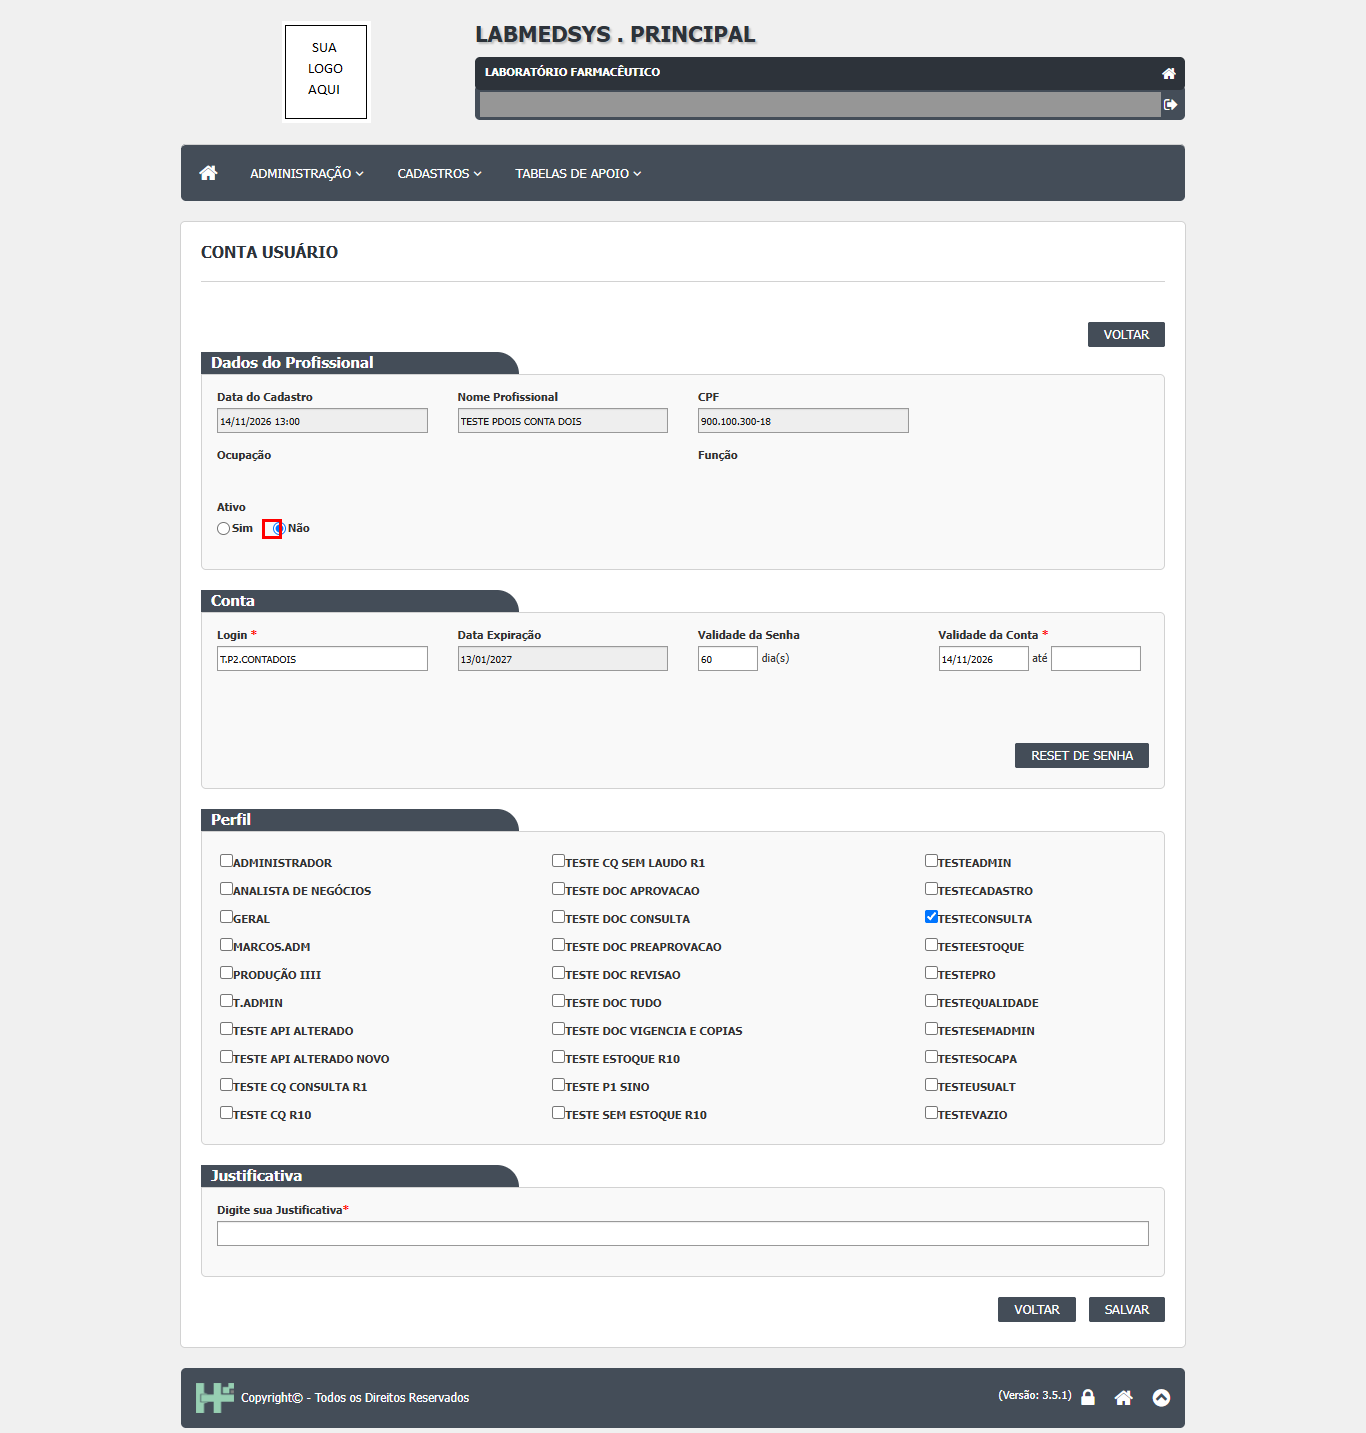 SUA
LOGO
AQUI
LABMEDSYS . PRINCIPAL
LABORATÓRIO FARMACÊUTICO
ADMINISTRAÇÃO CADASTROS TABELAS DE APOIO
CONTA USUÁRIO
VOLTAR
Dados do Profissional
Data do Cadastro Nome Profissional CPF
14/11/2026 13:00 TESTE PDOIS CONTA DOIS 900.100.300-18
Ocupação Função
Ativo
Sim Não
Conta
Login * Data Expiração Validade da Senha Validade da Conta *
T.P2.CONTADOIS 13/01/2027 60 dia(s) 14/11/2026 até
RESET DE SENHA
Perfil
ADMINISTRADOR TESTE CQ SEM LAUDO R1 TESTEADMIN
ANALISTA DE NEGÓCIOS TESTE DOC APROVACAO TESTECADASTRO
GERAL TESTE DOC CONSULTA TESTECONSULTA
MARCOS.ADM TESTE DOC PREAPROVACAO TESTEESTOQUE
PRODUÇÃO IIII TESTE DOC REVISAO TESTEPRO
T.ADMIN TESTE DOC TUDO TESTEQUALIDADE
TESTE API ALTERADO TESTE DOC VIGENCIA E COPIAS TESTESEMADMIN
TESTE API ALTERADO NOVO TESTE ESTOQUE R10 TESTESOCAPA
TESTE CQ CONSULTA R1 TESTE P1 SINO TESTEUSUALT
TESTE CQ R10 TESTE SEM ESTOQUE R10 TESTEVAZIO
Justificativa
Digite sua Justificativa*
VOLTAR SALVAR
Copyright© - Todos os Direitos Reservados (Versão: 3.5.1)